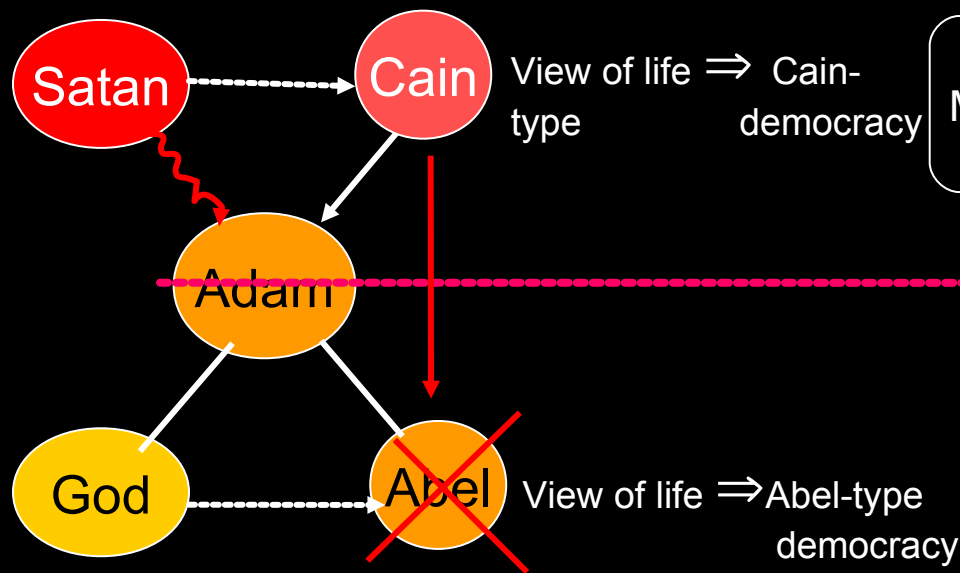 Satan
Cain
View of life ⇒ Cain-
type democracy
M
Adam
God
Abel
View of life ⇒Abel-type
democracy